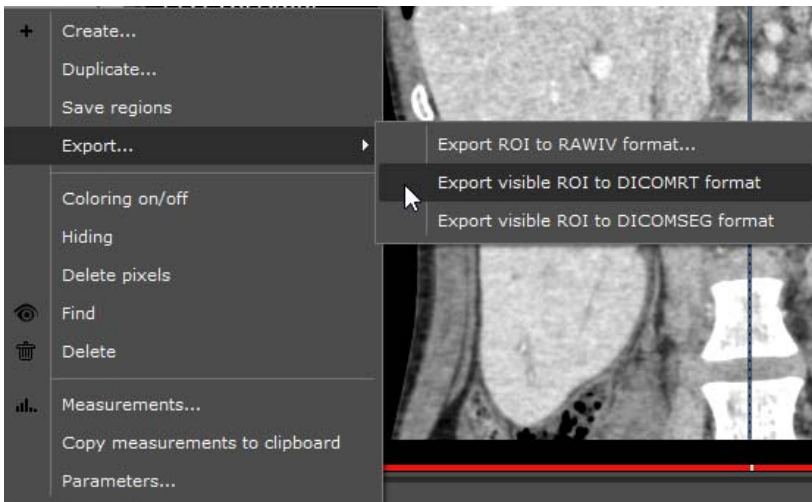 Create...
Duplicate...
Save regions
Export...
Export ROI to RAWIV format...
Export visible ROI to DICOMRT format
Export visible ROI to DICOMSEG format
Coloring on/off
Hiding
Delete pixels
Find
Delete
Measurements...
Copy measurements to clipboard
Parameters...